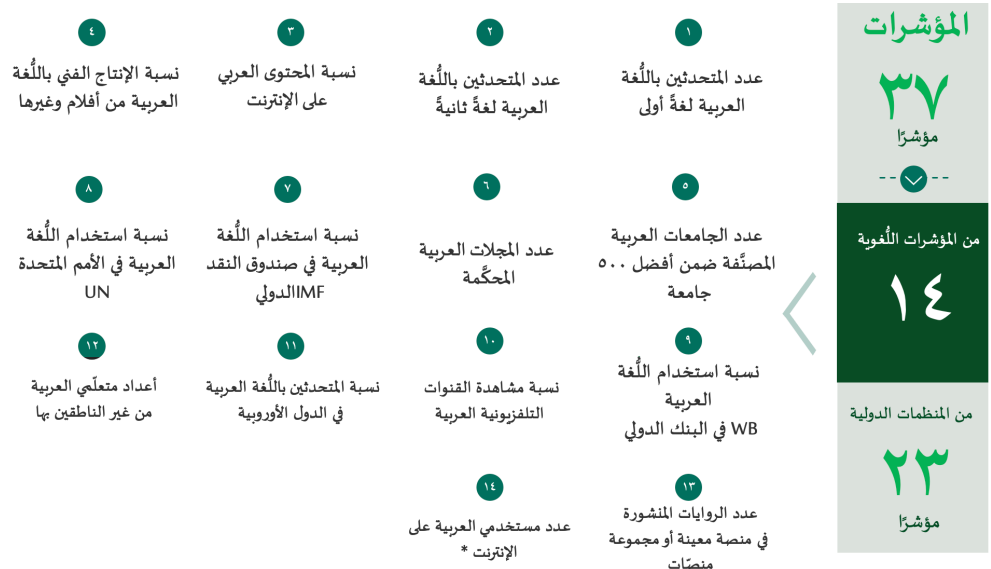 المؤشرات
٣٧
مؤشرًا
من المؤشرات اللُّغوية
١٤
من المنظمات الدولية
٢٣
مؤشرًا
١
عدد المتحدثين باللُّغة
العربية لغةً أولى
٢
عدد المتحدثين باللُّغة
العربية لغةً ثانيةً
٣
نسبة المحتوى العربي
على الإنترنت
٤
نسبة الإنتاج الفني باللُّغة
العربية من أفلام وغيرها
٥
عدد الجامعات العربية
المصنَّفة ضمن أفضل ٥٠٠
جامعة
٦
عدد المجلات العربية
المحكَّمة
٧
نسبة استخدام اللُّغة
العربية في صندوق النقد
الدوليIMF
٨
نسبة استخدام اللُّغة
العربية في الأمم المتحدة
UN
٩
نسبة استخدام اللُّغة
العربية
في البنك الدولي WB
١٠
نسبة مشاهدة القنوات
التلفزيونية العربية
١١
نسبة المتحدثين باللُّغة العربية
في الدول الأوروبية
١٢
أعداد متعلّمي العربية
من غير الناطقين بها
١٣
عدد الروايات المنشورة
في منصة معينة أو مجموعة
منصّات
١٤
عدد مستخدمي العربية على
الإنترنت *